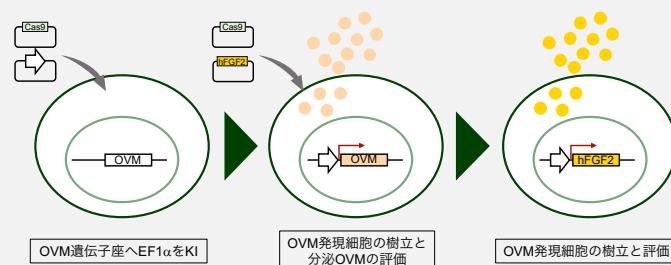 Cas9
Cas9
hFGF2
OVM
OVM
hFGF2
OVM遺伝子座へEF1αをKI
OVM発現細胞の樹立と
分泌OVMの評価
OVM発現細胞の樹立と評価